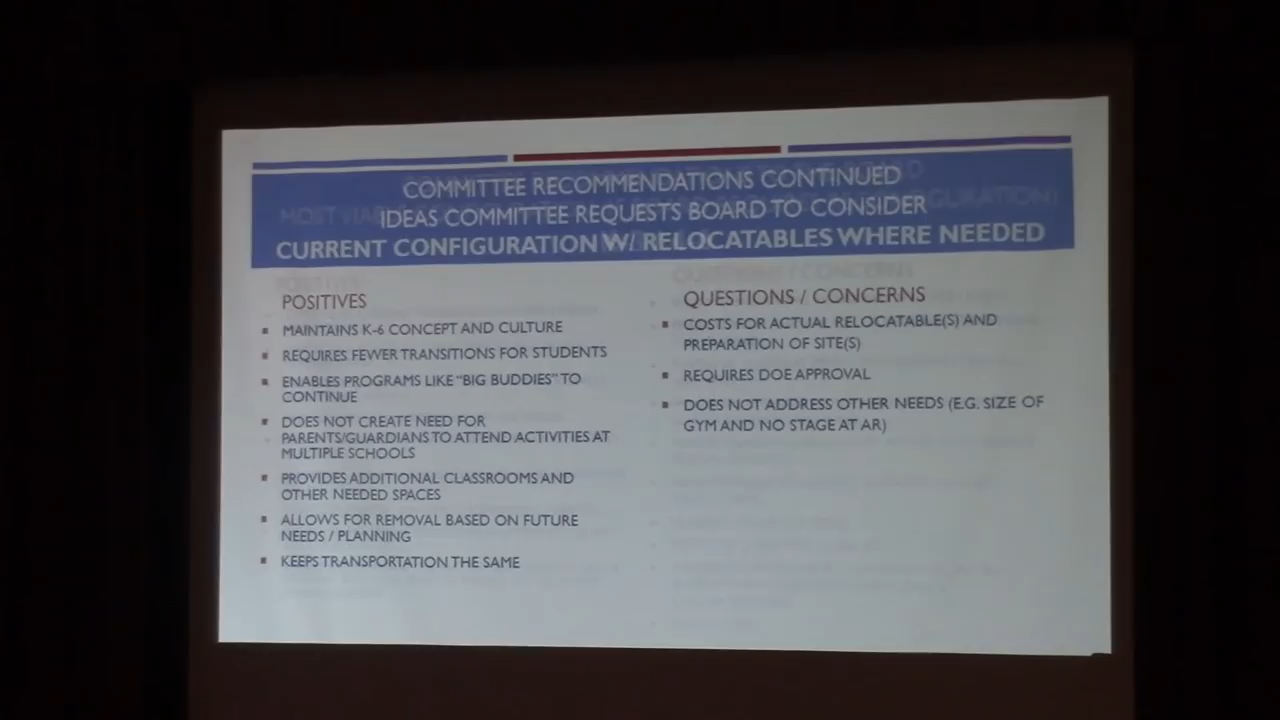 COMMITTEE RECOMMENDATIONS CONTINUED
IDEAS COMMITTEE REQUESTS BOARD TO CONSIDER
CURRENT CONFIGURATION W/ RELOCATABLES WHERE NEEDED
POSITIVES
MAINTAINS K-6 CONCEPT AND CULTURE
REQUIRES FEWER TRANSITIONS FOR STUDENTS
ENABLES PROGRAMS LIKE "BIG BUDDIES" TO
CONTINUE
DOES NOT CREATE NEED FOR
PARENTS/GUARDIANS TO ATTEND ACTIVITIES AT
MULTIPLE SCHOOLS
PROVIDES ADDITIONAL CLASSROOMS AND
OTHER NEEDED SPACES
ALLOWS FOR REMOVAL BASED ON FUTURE
NEEDS / PLANNING
KEEPS TRANSPORTATION THE SAME
QUESTIONS / CONCERNS
COSTS FOR ACTUAL RELOCATABLE(S) AND
PREPARATION OF SITE(S)
REQUIRES DOE APPROVAL
DOES NOT ADDRESS OTHER NEEDS (E.G. SIZE OF
GYM AND NO STAGE AT AR)